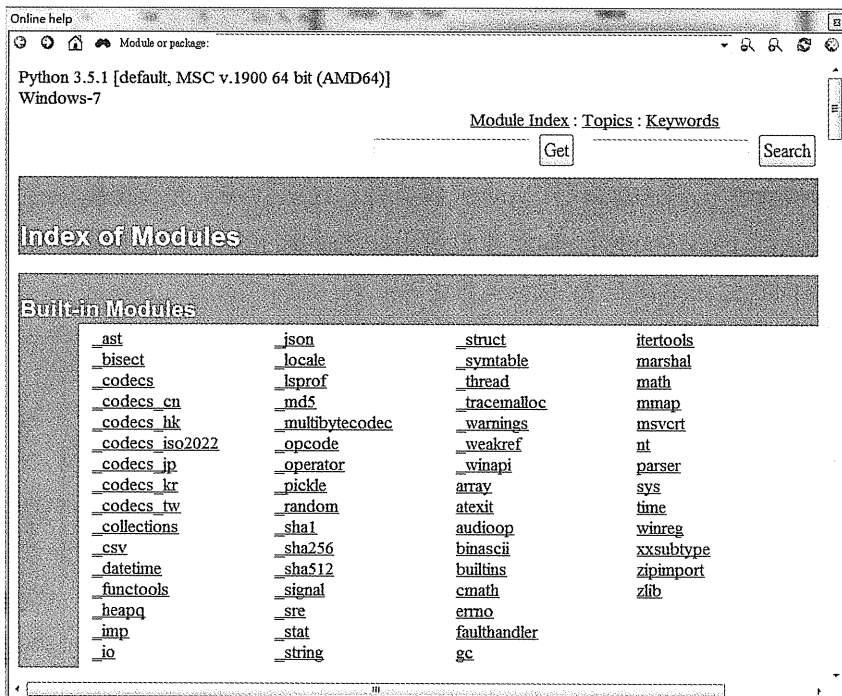 Online help
Module or package:
Python 3.5.1 [default, MSC v.1900 64 bit (AMD64)]
Windows-7
Module Index : Topics : Keywords
Get
Search
Index of Modules
Built-in Modules
_ast _json _struct itertools
_bisect _locale _symtable marshal
_codecs _lsprof _thread math
_codecs_cn _md5 _tracemalloc mmap
_codecs_hk _multibytecodec _warnings msvcrt
_codecs_iso2022 _opcode _weakref nt
_codecs_jp _operator _winapi parser
_codecs_kr _pickle array sys
_codecs_tw _random atexit time
_collections _sha1 audioop winreg
_csv _sha256 binascii xxsubtype
_datetime _sha512 builtins zipimport
_functools _signal cmath zlib
_heapq _sre errno
_imp _stat faulthandler
_io _string gc